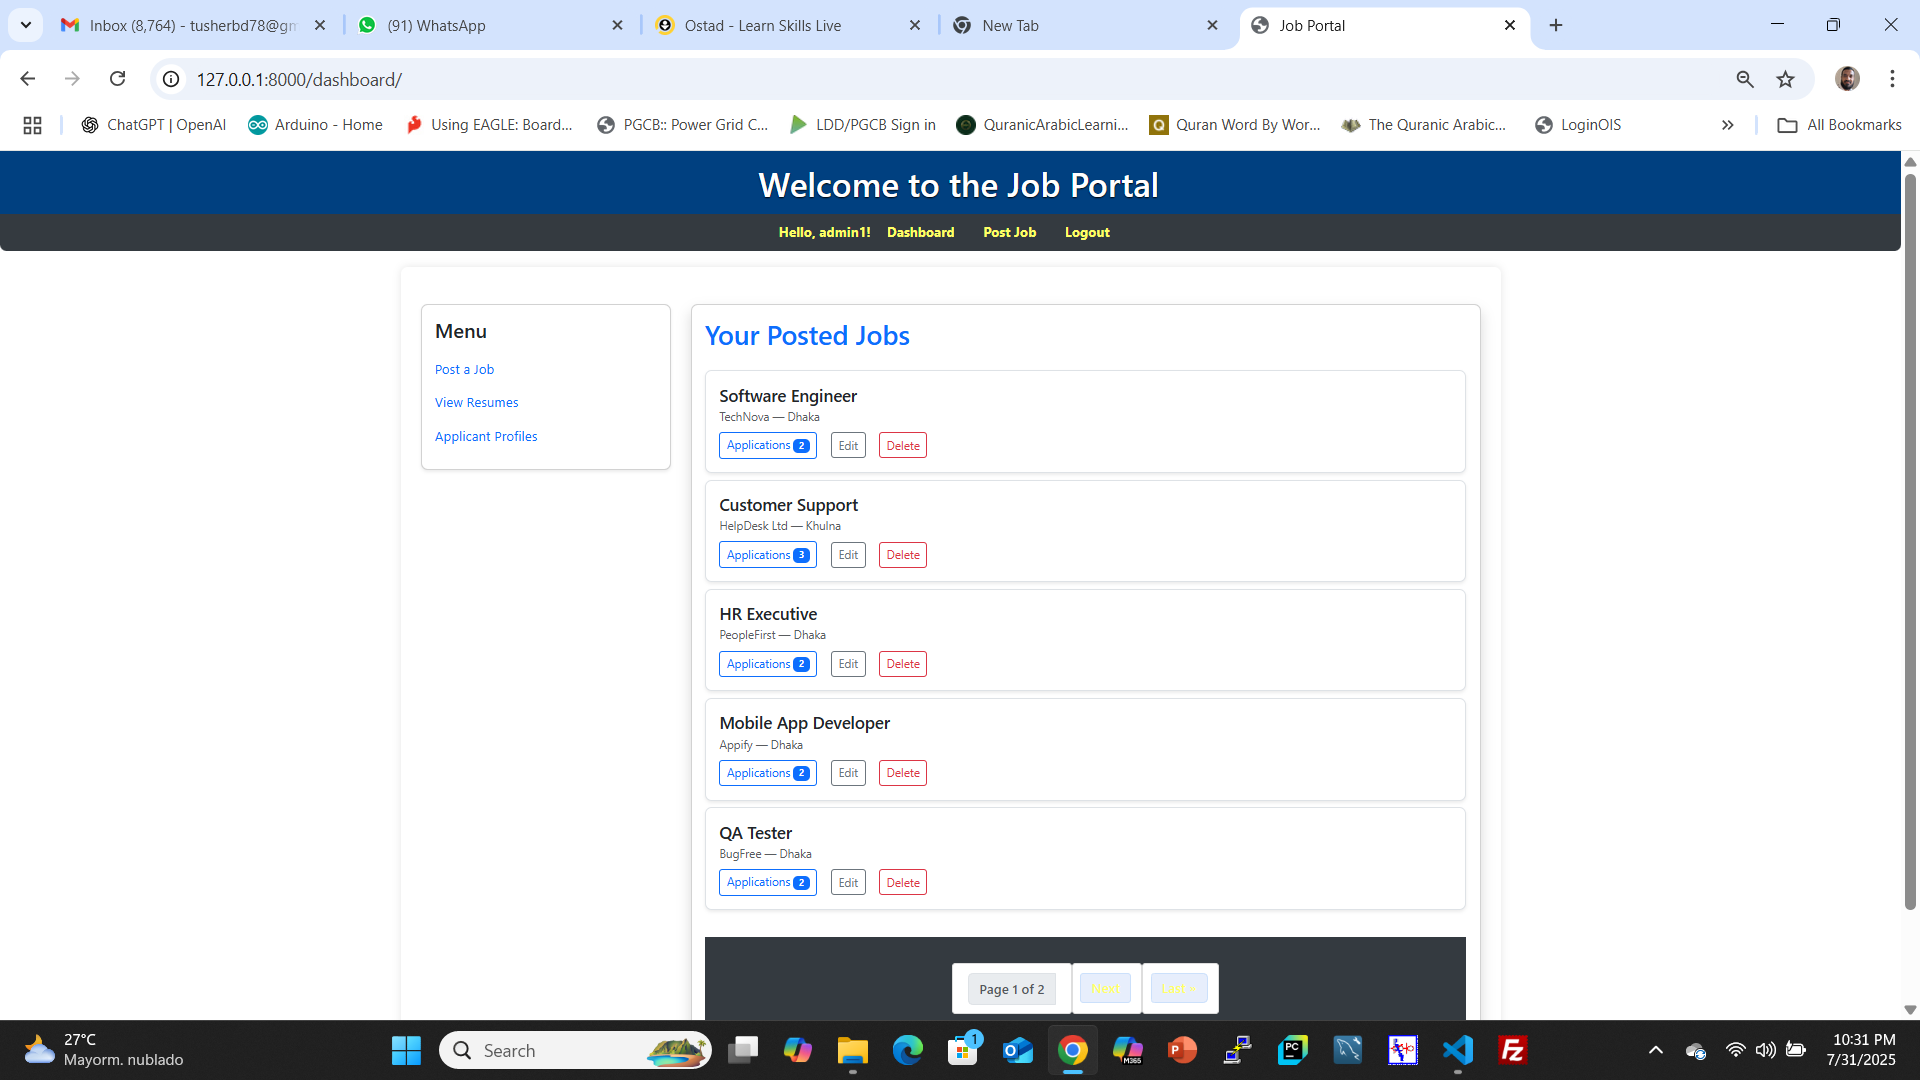 Inbox (8,764) - tusherbd78@gm
(91) WhatsApp
Ostad - Learn Skills Live
New Tab
Job Portal
127.0.0.1:8000/dashboard/
ChatGPT | OpenAI
Arduino - Home
Using EAGLE: Board...
PGCB:: Power Grid C...
LDD/PGCB Sign in
QuranicArabicLearni...
Quran Word By Wor...
The Quranic Arabic...
LoginOIS
All Bookmarks
Welcome to the Job Portal
Hello, admin1! Dashboard Post Job Logout
Menu
Post a Job
View Resumes
Applicant Profiles
Your Posted Jobs
Software Engineer
TechNova — Dhaka
Applications 2 Edit Delete
Customer Support
HelpDesk Ltd — Khulna
Applications 3 Edit Delete
HR Executive
PeopleFirst — Dhaka
Applications 2 Edit Delete
Mobile App Developer
Appify — Dhaka
Applications 2 Edit Delete
QA Tester
BugFree — Dhaka
Applications 2 Edit Delete
Page 1 of 2 Next Last »
27°C
Mayorm. nublado
Search
1
M365
PC
10:31 PM
7/31/2025